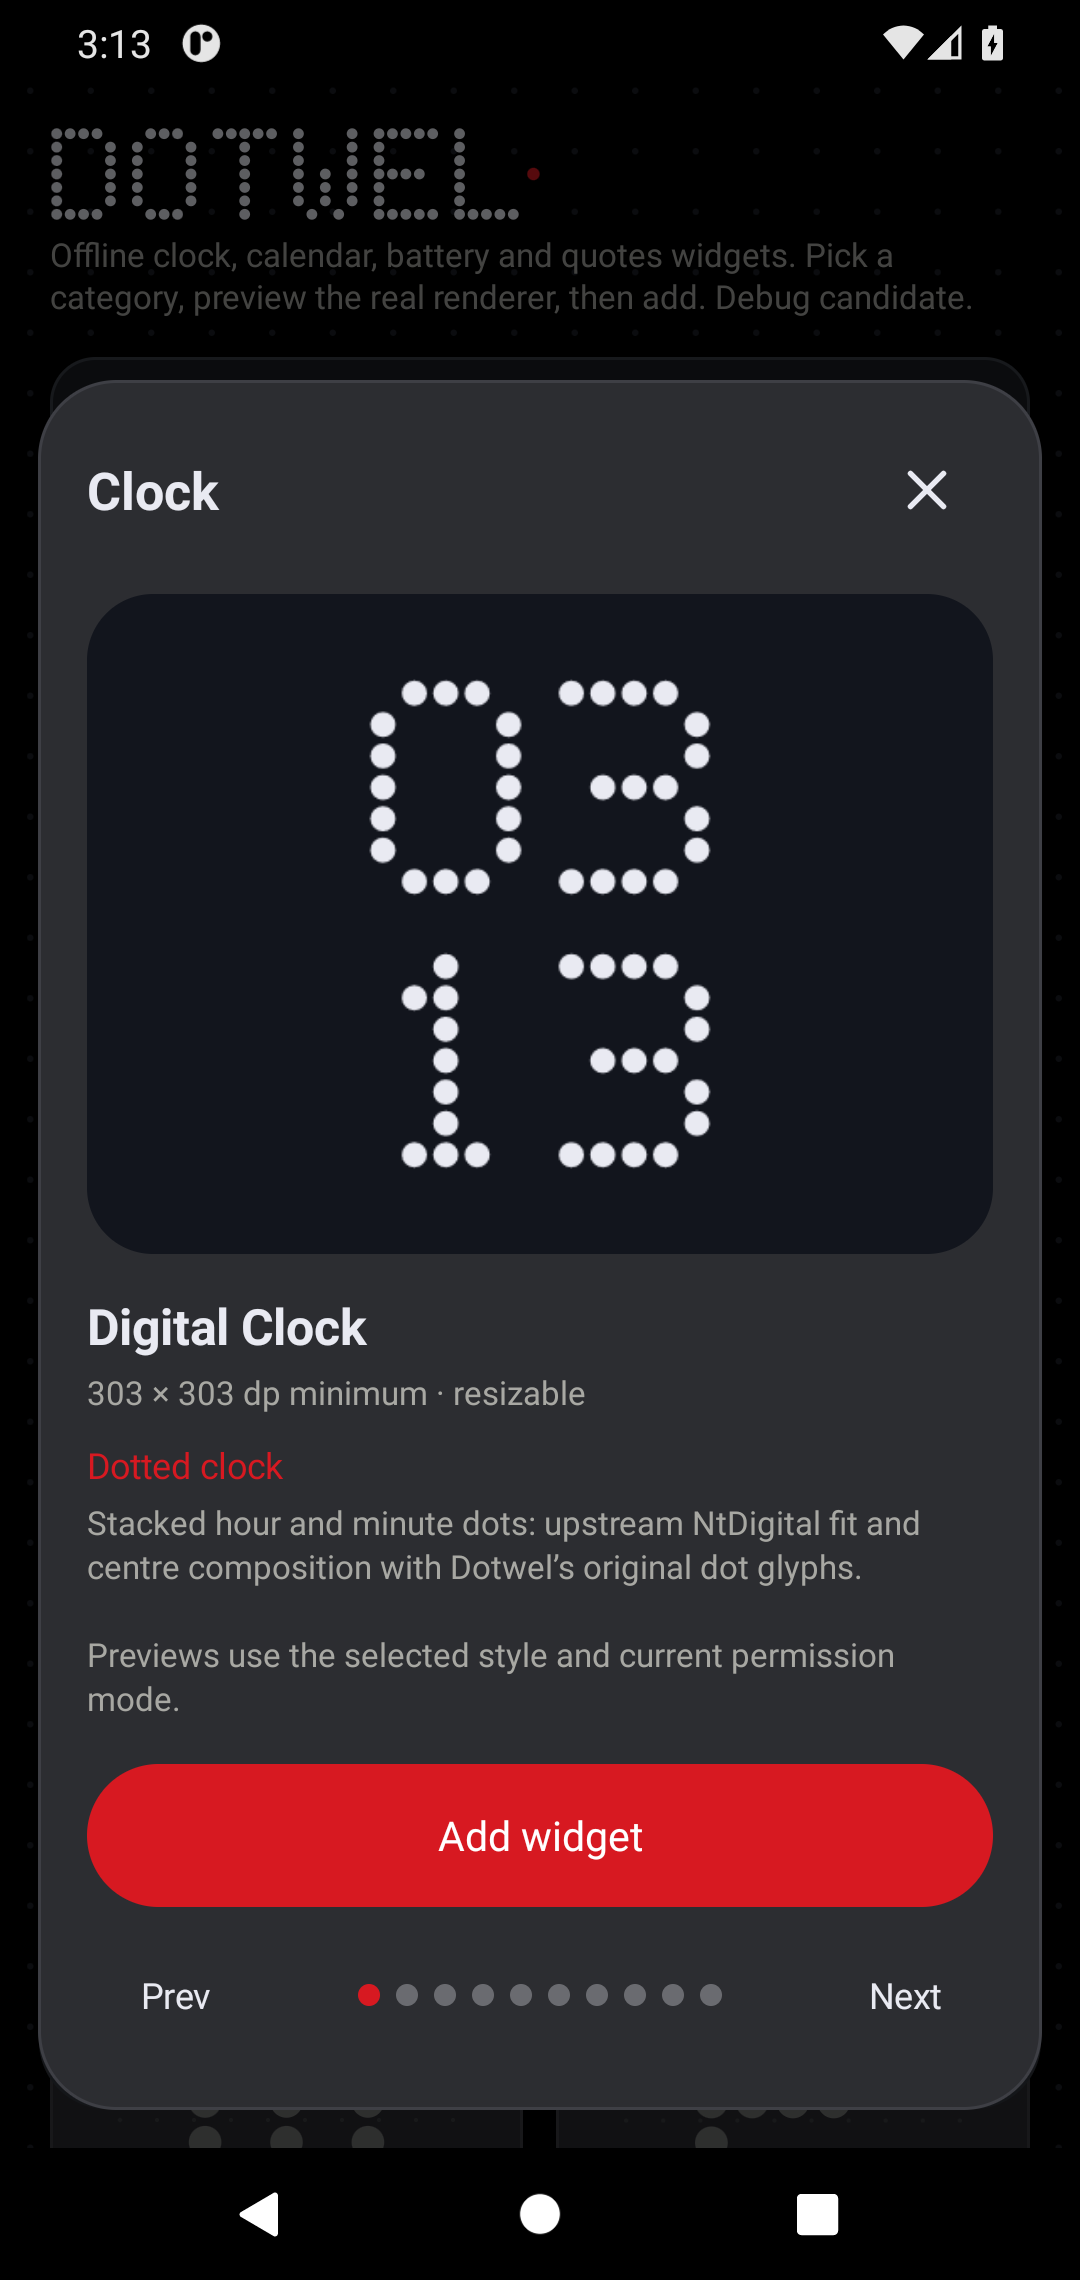 3:13
DOTWEL.
Offline clock, calendar, battery and quotes widgets. Pick a
category, preview the real renderer, then add. Debug candidate.
Clock
03
13
Digital Clock
303 × 303 dp minimum · resizable
Dotted clock
Stacked hour and minute dots: upstream NtDigital fit and
centre composition with Dotwel’s original dot glyphs.
Previews use the selected style and current permission
mode.
Add widget
Prev
Next